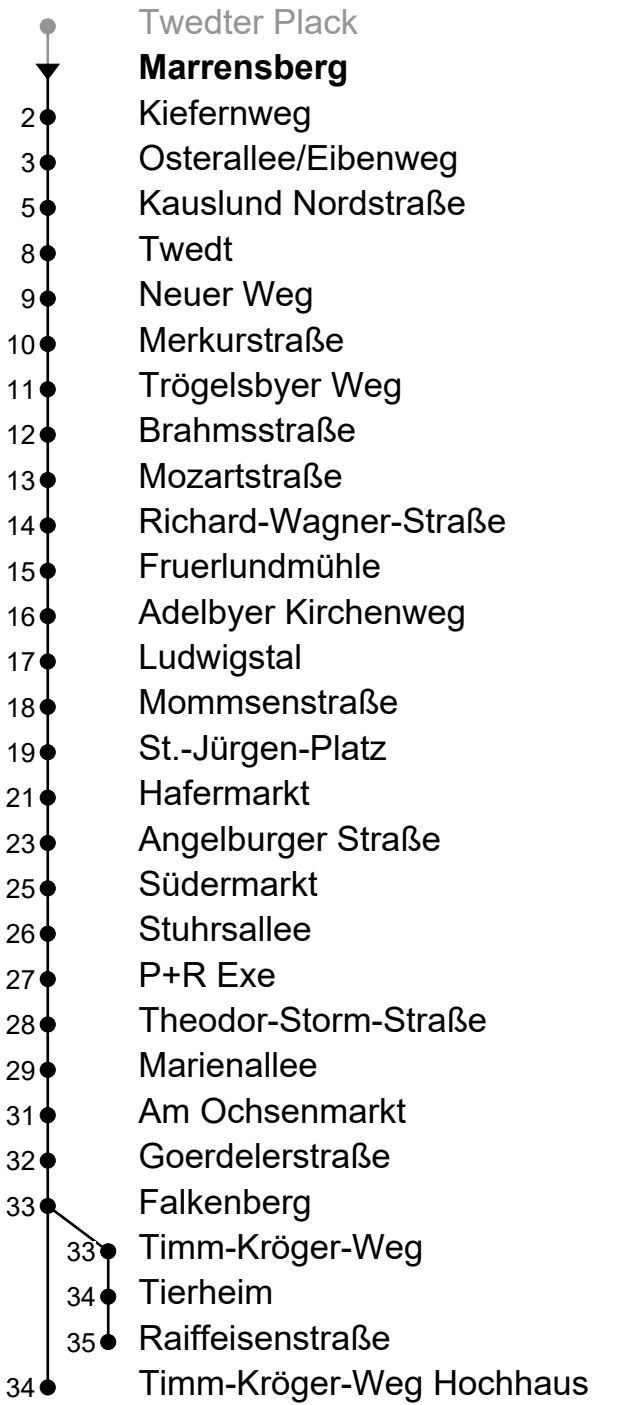 Twedter Plack
Marrensberg
2 Kiefernweg
3 Osterallee/Eibenweg
5 Kauslund Nordstraße
8 Twedt
9 Neuer Weg
10 Merkurstraße
11 Trögelsbyer Weg
12 Brahmsstraße
13 Mozartstraße
14 Richard-Wagner-Straße
15 Fruerlundmühle
16 Adelbyer Kirchenweg
17 Ludwigstal
18 Mommsenstraße
19 St.-Jürgen-Platz
21 Hafermarkt
23 Angelburger Straße
25 Südermarkt
26 Stuhrsallee
27 P+R Exe
28 Theodor-Storm-Straße
29 Marienallee
31 Am Ochsenmarkt
32 Goerdelerstraße
33 Falkenberg
33 Timm-Kröger-Weg
34 Tierheim
35 Raiffeisenstraße
34 Timm-Kröger-Weg Hochhaus